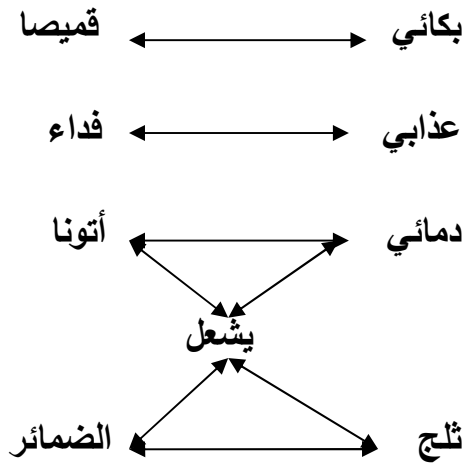 بكائي قميصا
عذابي فداء
دمائي أتونا
يشعل
ثلج الضمائر